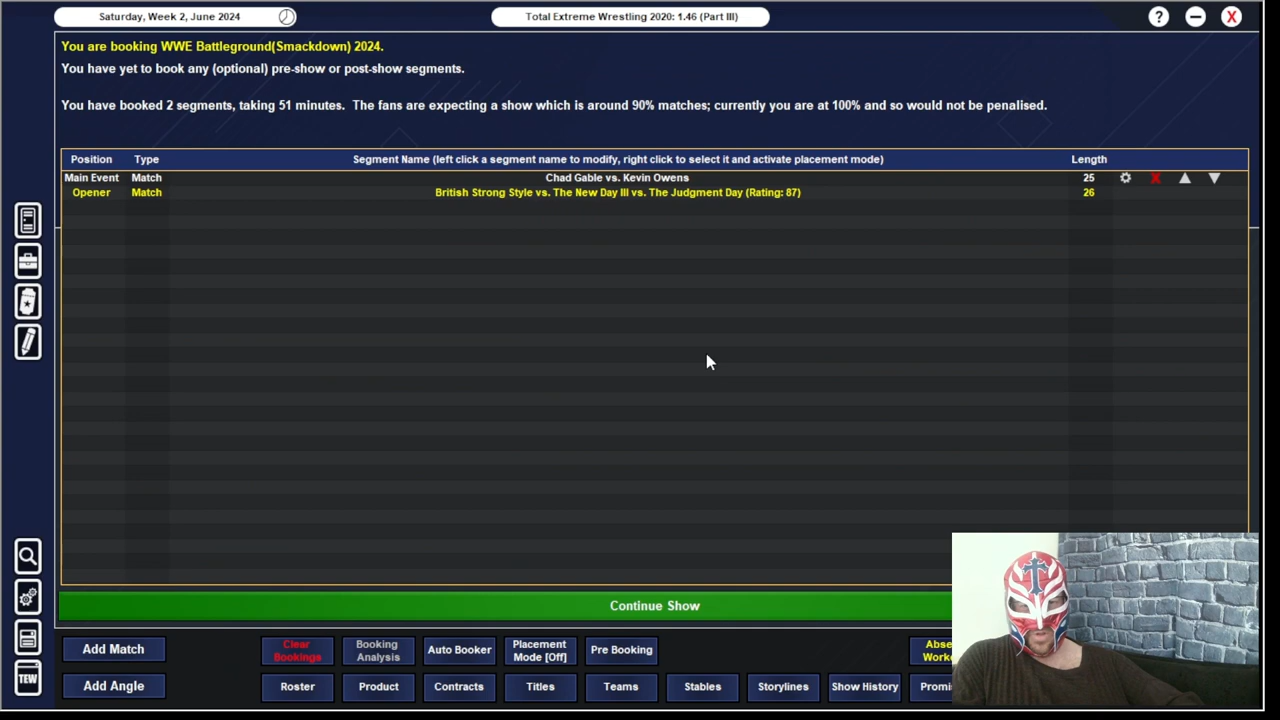 Saturday, Week 2, June 2024
Total Extreme Wrestling 2020: 1.46 (Part III)
?
X
You are booking WWE Battleground(Smackdown) 2024.
You have yet to book any (optional) pre-show or post-show segments.
You have booked 2 segments, taking 51 minutes. The fans are expecting a show which is around 90% matches; currently you are at 100% and so would not be penalised.
Position Type Segment Name (left click a segment name to modify, right click to select it and activate placement mode) Length
Main Event Match Chad Gable vs. Kevin Owens 25 X
Opener Match British Strong Style vs. The New Day III vs. The Judgment Day (Rating: 87) 26
Continue Show
Add Match
Clear Bookings
Booking Analysis
Auto Booker
Placement Mode [Off]
Pre Booking
Abse
Work
Add Angle
Roster
Product
Contracts
Titles
Teams
Stables
Storylines
Show History
Promi
TEW